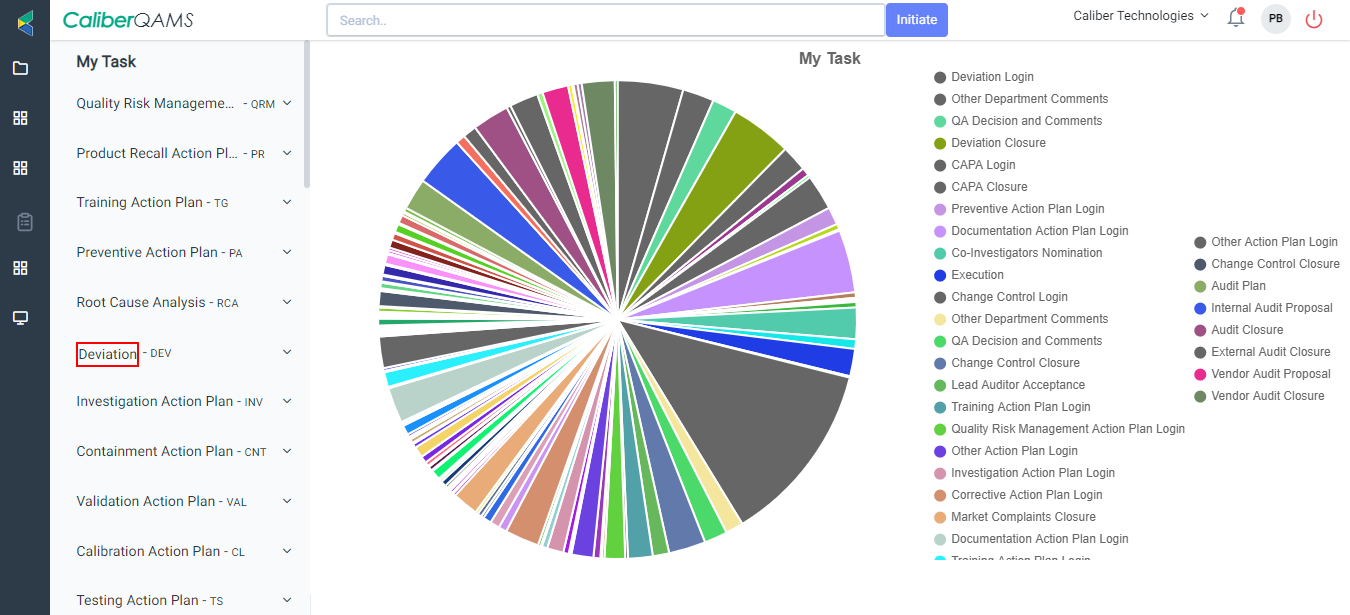 CaliberQAMS
Search..
Initiate
Caliber Technologies
PB
My Task
Quality Risk Manageme... - QRM
Product Recall Action Pl... - PR
Training Action Plan - TG
Preventive Action Plan - PA
Root Cause Analysis - RCA
Deviation - DEV
Investigation Action Plan - INV
Containment Action Plan - CNT
Validation Action Plan - VAL
Calibration Action Plan - CL
Testing Action Plan - TS
My Task
Deviation Login
Other Department Comments
QA Decision and Comments
Deviation Closure
CAPA Login
CAPA Closure
Preventive Action Plan Login
Documentation Action Plan Login
Co-Investigators Nomination
Execution
Change Control Login
Other Department Comments
QA Decision and Comments
Change Control Closure
Lead Auditor Acceptance
Training Action Plan Login
Quality Risk Management Action Plan Login
Other Action Plan Login
Investigation Action Plan Login
Corrective Action Plan Login
Market Complaints Closure
Documentation Action Plan Login
Training Action Plan Login
Other Action Plan Login
Change Control Closure
Audit Plan
Internal Audit Proposal
Audit Closure
External Audit Closure
Vendor Audit Proposal
Vendor Audit Closure